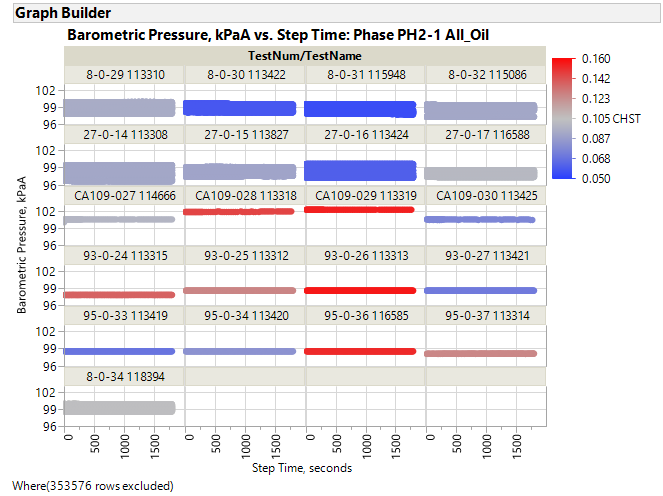 Graph Builder
Barometric Pressure, kPaA vs. Step Time: Phase PH2-1 All_Oil
TestNum/TestName
8-0-29 113310 8-0-30 113422 8-0-31 115948 8-0-32 115086
102
99
96
27-0-14 113308 27-0-15 113827 27-0-16 113424 27-0-17 116588
102
99
96
CA109-027 114666 CA109-028 113318 CA109-029 113319 CA109-030 113425
102
99
96
93-0-24 113315 93-0-25 113312 93-0-26 113313 93-0-27 113421
102
99
96
95-0-33 113419 95-0-34 113420 95-0-36 116585 95-0-37 113314
102
99
96
8-0-34 118394
102
99
96
Barometric Pressure, kPaA
0 500 1000 1500 0 500 1000 1500 0 500 1000 1500 0 500 1000 1500
Step Time, seconds
0.160
0.142
0.123
0.105 CHST
0.087
0.068
0.050
Where(353576 rows excluded)